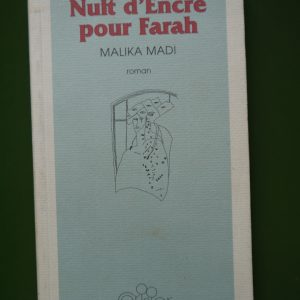 Nuit d'Encre
pour Farah
MALIKA MADI
roman